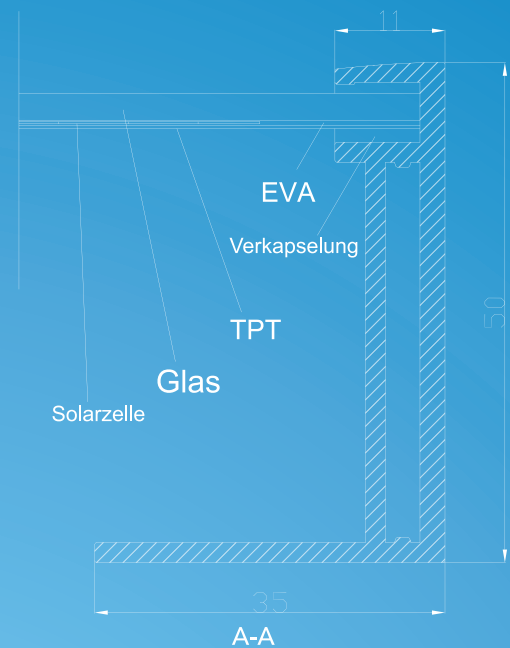 11
EVA
Verkapselung
50
TPT
Glas
Solarzelle
35
A-A